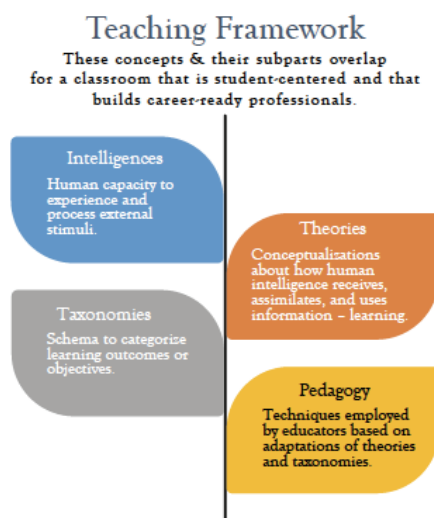 Teaching Framework
These concepts & their subparts overlap
for a classroom that is student-centered and that
builds career-ready professionals.
Intelligences
Human capacity to
experience and
process external
stimuli.
Theories
Conceptualizations
about how human
intelligence receives,
assimilates, and uses
information – learning.
Taxonomies
Schema to categorize
learning outcomes or
objectives.
Pedagogy
Techniques employed
by educators based on
adaptations of theories
and taxonomies.